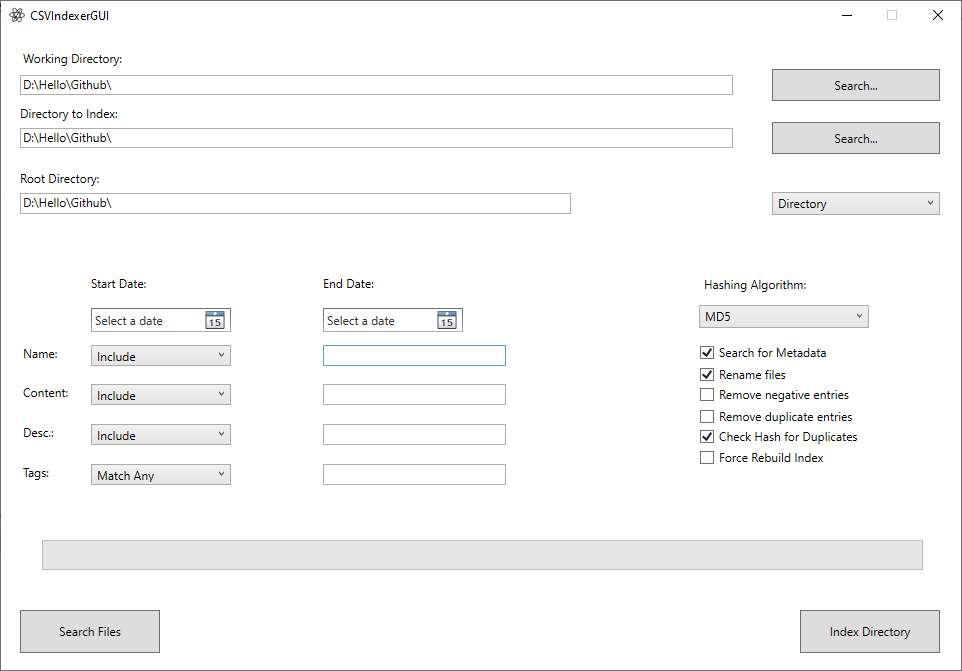 CSVIndexerGUI
Working Directory:
D:\Hello\Github\
Search...
Directory to Index:
D:\Hello\Github\
Search...
Root Directory:
D:\Hello\Github\
Directory
Start Date:
End Date:
Hashing Algorithm:
Select a date 15
Select a date 15
MD5
Name:
Include
Search for Metadata
Rename files
Content:
Include
Remove negative entries
Remove duplicate entries
Desc.:
Include
Check Hash for Duplicates
Force Rebuild Index
Tags:
Match Any
Search Files
Index Directory